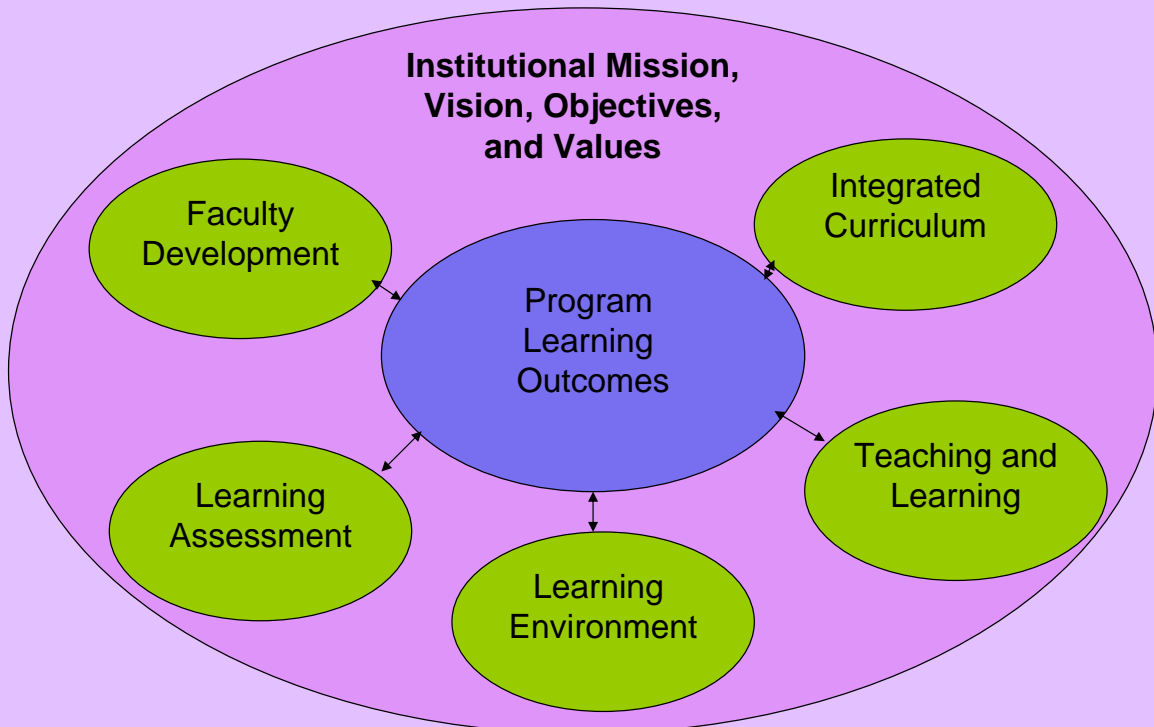 Institutional Mission,
Vision, Objectives,
and Values
Faculty
Development
Integrated
Curriculum
Program
Learning
Outcomes
Learning
Assessment
Teaching and
Learning
Learning
Environment